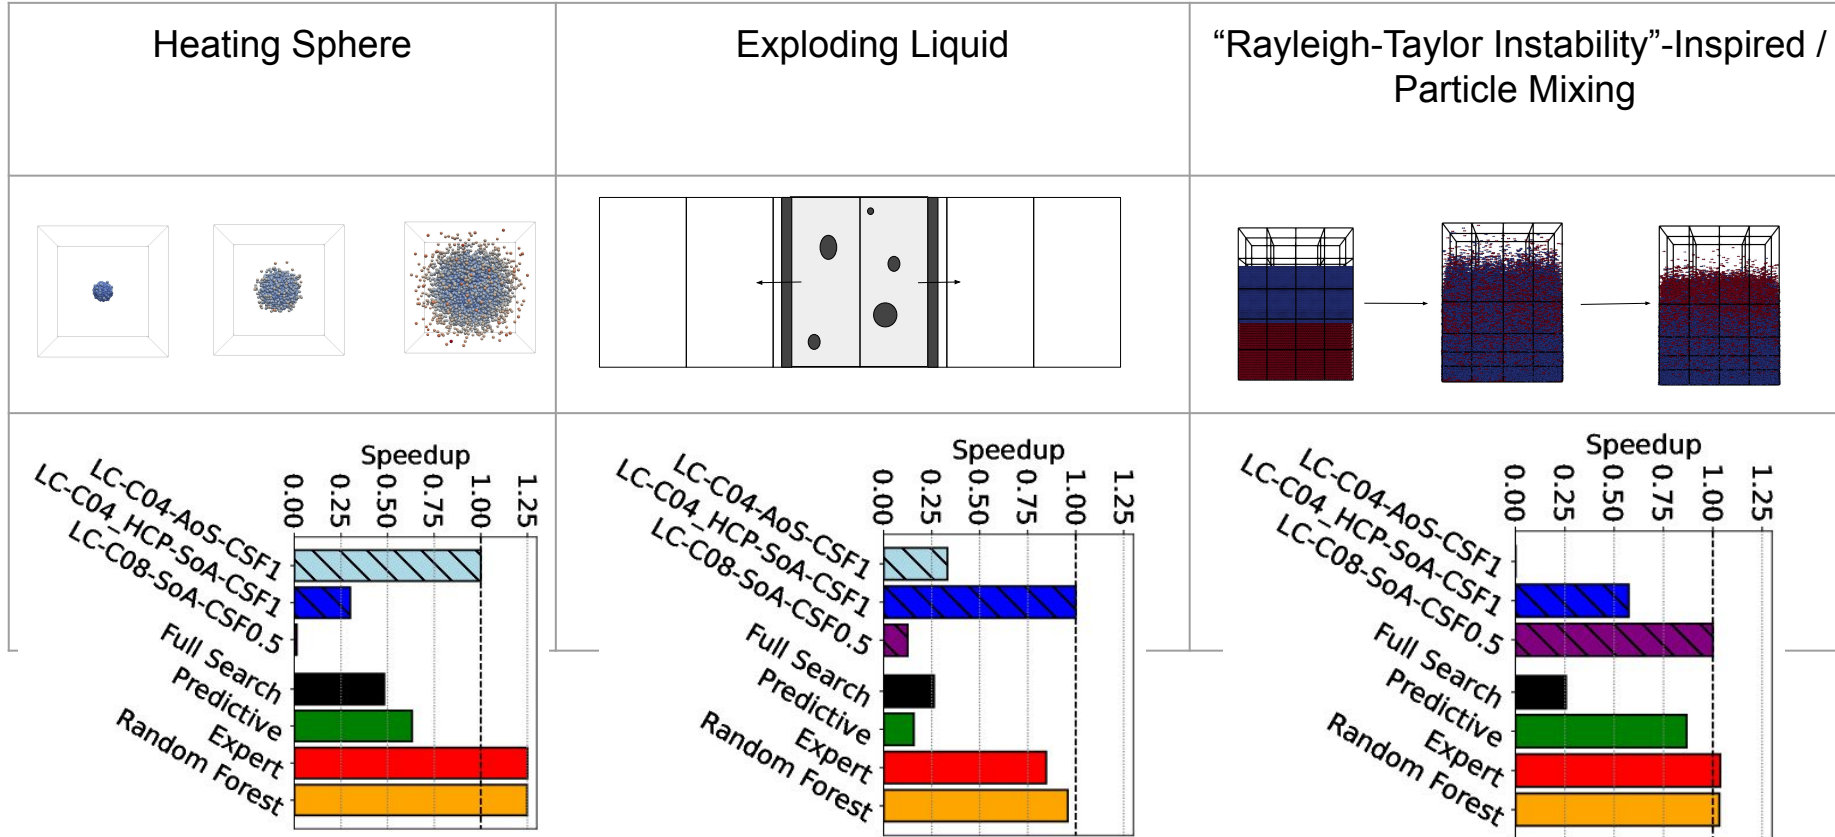 Heating Sphere
Exploding Liquid
“Rayleigh-Taylor Instability”-Inspired /
Particle Mixing
Speedup
0.00
0.25
0.50
0.75
1.00
1.25
LC-C04-AoS-CSF1
LC-C04_HCP-SoA-CSF1
LC-C08-SoA-CSF0.5
Full Search
Predictive
Expert
Random Forest
Speedup
0.00
0.25
0.50
0.75
1.00
1.25
LC-C04-AoS-CSF1
LC-C04_HCP-SoA-CSF1
LC-C08-SoA-CSF0.5
Full Search
Predictive
Expert
Random Forest
Speedup
0.00
0.25
0.50
0.75
1.00
1.25
LC-C04-AoS-CSF1
LC-C04_HCP-SoA-CSF1
LC-C08-SoA-CSF0.5
Full Search
Predictive
Expert
Random Forest